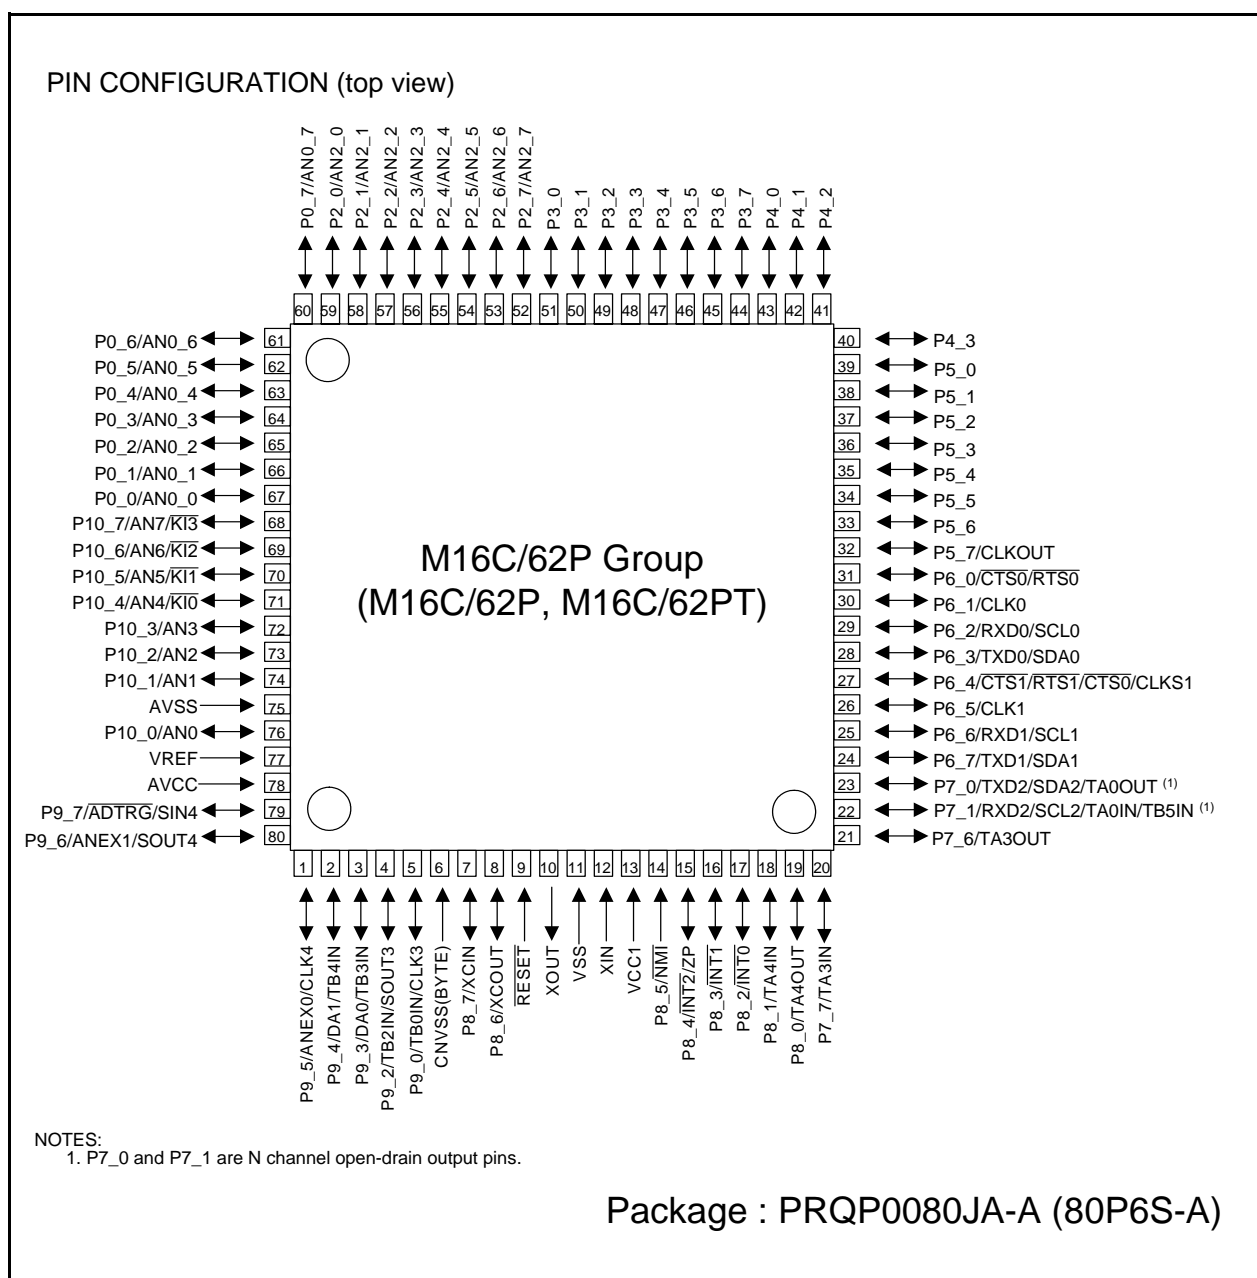 PIN CONFIGURATION (top view)
P0_7/AN0_7
P2_0/AN2_0
P2_1/AN2_1
P2_2/AN2_2
P2_3/AN2_3
P2_4/AN2_4
P2_5/AN2_5
P2_6/AN2_6
P2_7/AN2_7
P3_0
P3_1
P3_2
P3_3
P3_4
P3_5
P3_6
P3_7
P4_0
P4_1
P4_2
60 59 58 57 56 55 54 53 52 51 50 49 48 47 46 45 44 43 42 41
P0_6/AN0_6 61
P0_5/AN0_5 62
P0_4/AN0_4 63
P0_3/AN0_3 64
P0_2/AN0_2 65
P0_1/AN0_1 66
P0_0/AN0_0 67
P10_7/AN7/KI3 68
P10_6/AN6/KI2 69
P10_5/AN5/KI1 70
P10_4/AN4/KI0 71
P10_3/AN3 72
P10_2/AN2 73
P10_1/AN1 74
AVSS 75
P10_0/AN0 76
VREF 77
AVCC 78
P9_7/ADTRG/SIN4 79
P9_6/ANEX1/SOUT4 80
M16C/62P Group
(M16C/62P, M16C/62PT)
40 P4_3
39 P5_0
38 P5_1
37 P5_2
36 P5_3
35 P5_4
34 P5_5
33 P5_6
32 P5_7/CLKOUT
31 P6_0/CTS0/RTS0
30 P6_1/CLK0
29 P6_2/RXD0/SCL0
28 P6_3/TXD0/SDA0
27 P6_4/CTS1/RTS1/CTS0/CLKS1
26 P6_5/CLK1
25 P6_6/RXD1/SCL1
24 P6_7/TXD1/SDA1
23 P7_0/TXD2/SDA2/TA0OUT (1)
22 P7_1/RXD2/SCL2/TA0IN/TB5IN (1)
21 P7_6/TA3OUT
1 2 3 4 5 6 7 8 9 10 11 12 13 14 15 16 17 18 19 20
P9_5/ANEX0/CLK4
P9_4/DA1/TB4IN
P9_3/DA0/TB3IN
P9_2/TB2IN/SOUT3
P9_0/TB0IN/CLK3
CNVSS(BYTE)
P8_7/XCIN
P8_6/XCOUT
RESET
XOUT
VSS
XIN
VCC1
P8_5/NMI
P8_4/INT2/ZP
P8_3/INT1
P8_2/INT0
P8_1/TA4IN
P8_0/TA4OUT
P7_7/TA3IN
NOTES:
1. P7_0 and P7_1 are N channel open-drain output pins.
Package : PRQP0080JA-A (80P6S-A)